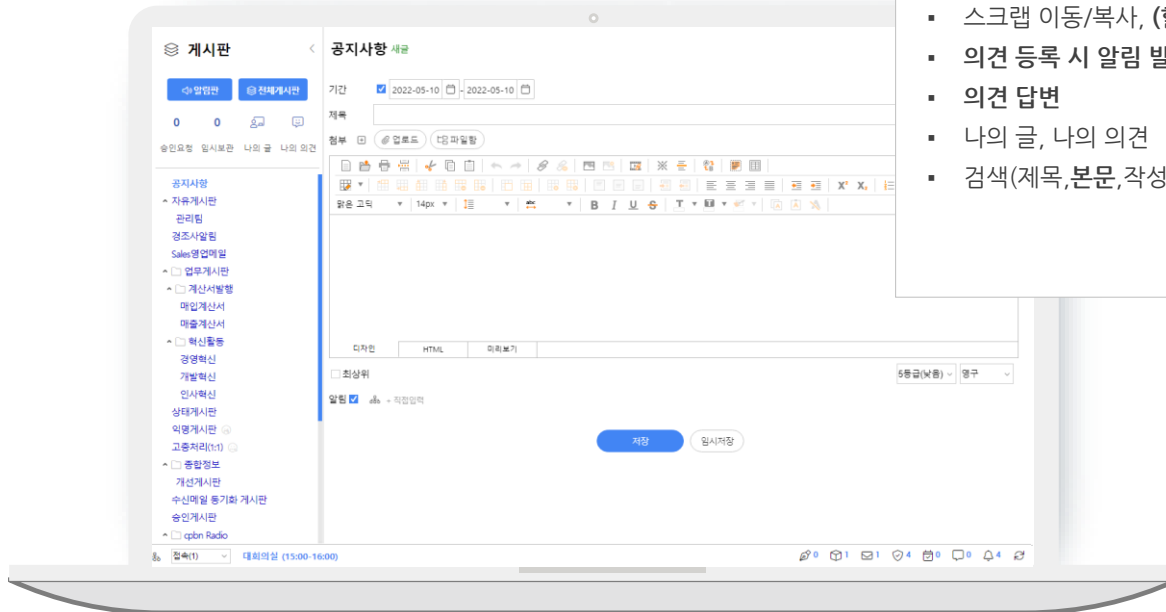 스크랩 이동/복사,
의견 등록 시 알림
의견 답변
나의 글, 나의 의견
검색(제목,본문,작성
게시판
공지사항 새글
알림판 전체게시판
0 0
승인요청 임시보관 나의 글 나의 의견
기간 2022-05-10 - 2022-05-10
제목
첨부 업로드 파일함
맑은 고딕 14px
디자인 HTML 미리보기
최상위 5등급(낮음) 영구
알림 직접입력
저장 임시저장
공지사항
자유게시판
관리팀
경조사알림
Sales영업메일
업무게시판
계산서발행
매입계산서
매출계산서
혁신활동
경영혁신
개발혁신
인사혁신
상태게시판
익명게시판
고충처리(1:1)
종합정보
개선게시판
수신메일 동기화 게시판
승인게시판
cpbn Radio
접속(1) 대회의실 (15:00-16:00) 0 1 1 4 0 0 4